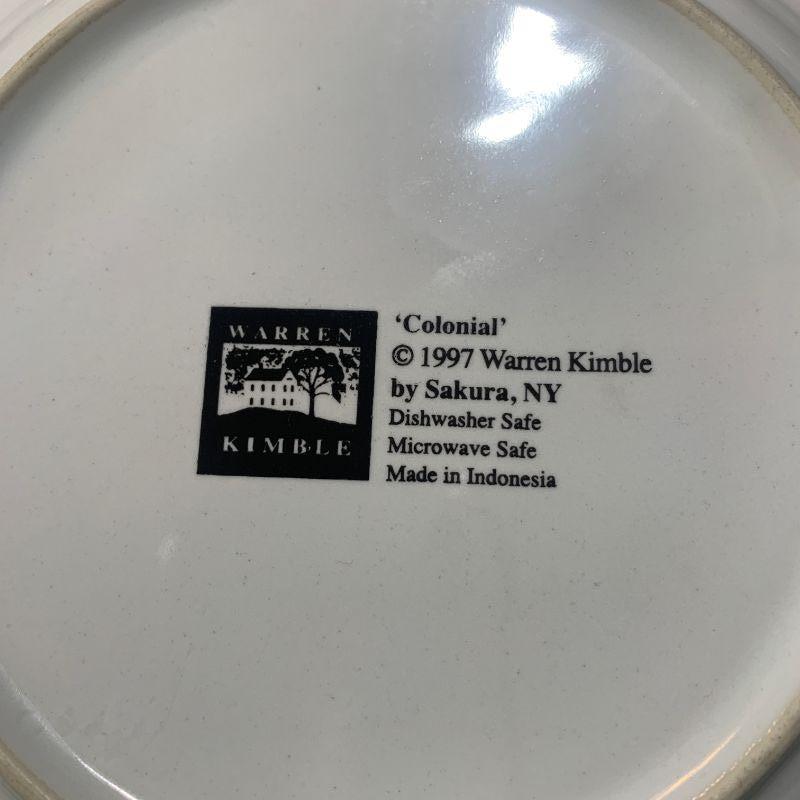 WARREN
KIMBLE
‘Colonial’
© 1997 Warren Kimble
by Sakura, NY
Dishwasher Safe
Microwave Safe
Made in Indonesia